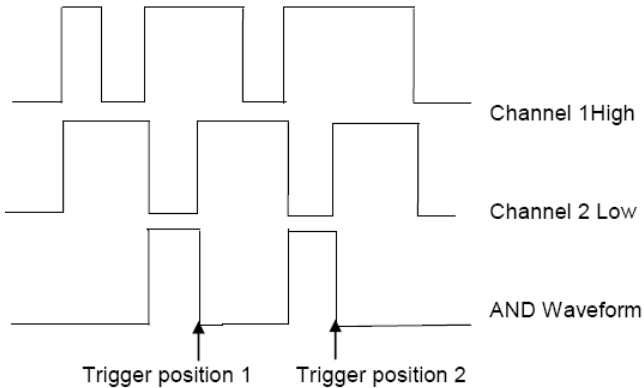 Channel 1High
Channel 2 Low
AND Waveform
Trigger position 1
Trigger position 2